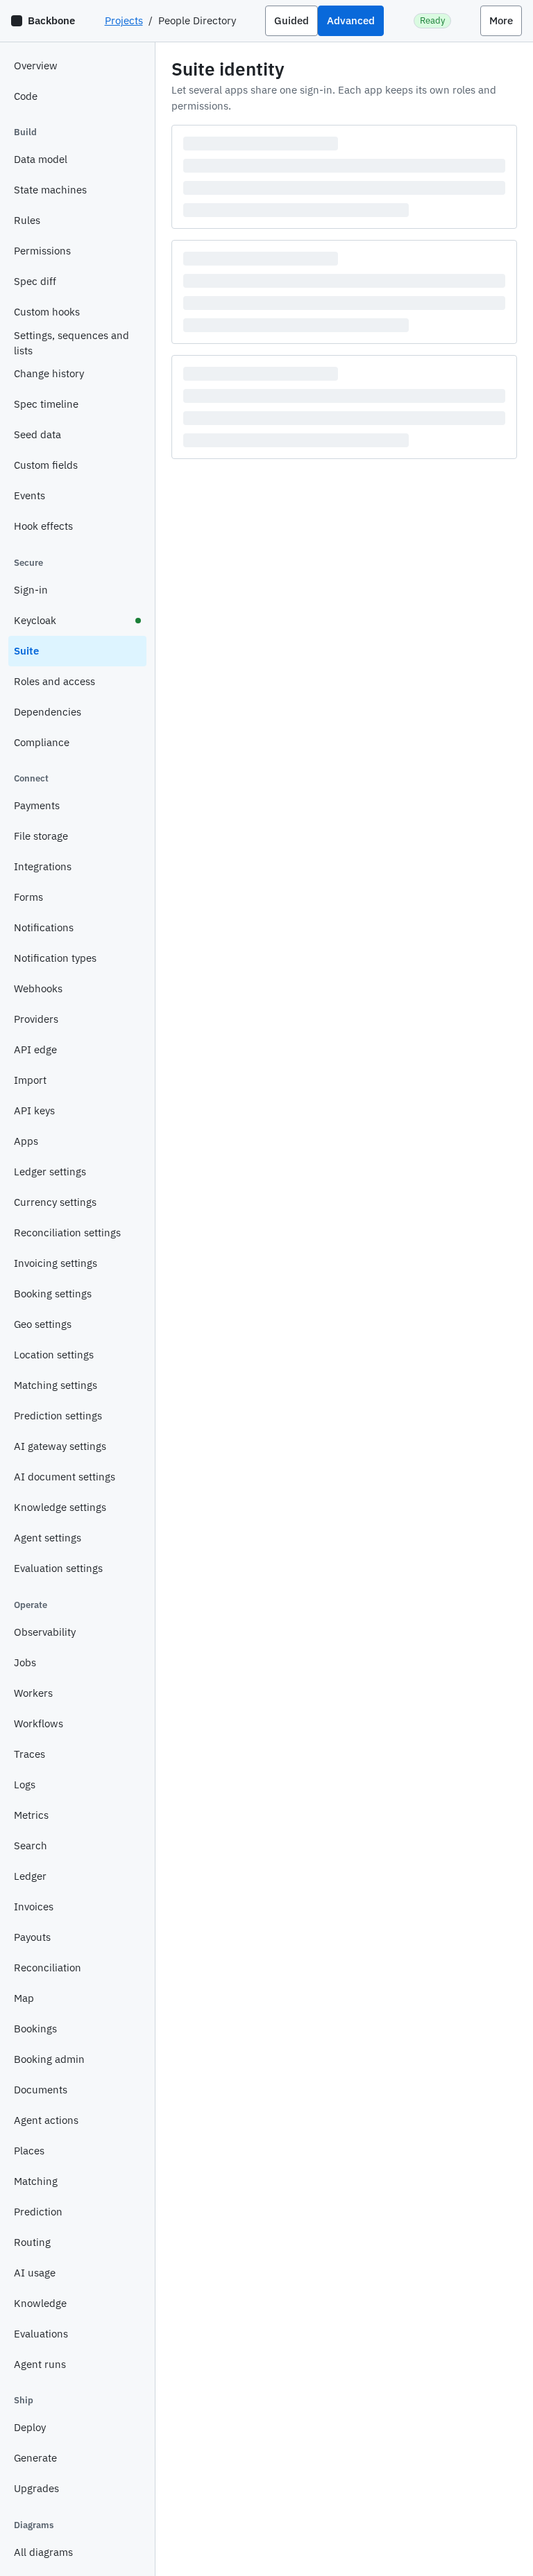 Backbone
Projects / People Directory
Guided
Advanced
Ready
More
Overview
Code
Build
Data model
State machines
Rules
Permissions
Spec diff
Custom hooks
Settings, sequences and
lists
Change history
Spec timeline
Seed data
Custom fields
Events
Hook effects
Secure
Sign-in
Keycloak
Suite
Roles and access
Dependencies
Compliance
Connect
Payments
File storage
Integrations
Forms
Notifications
Notification types
Webhooks
Providers
API edge
Import
API keys
Apps
Ledger settings
Currency settings
Reconciliation settings
Invoicing settings
Booking settings
Geo settings
Location settings
Matching settings
Prediction settings
AI gateway settings
AI document settings
Knowledge settings
Agent settings
Evaluation settings
Operate
Observability
Jobs
Workers
Workflows
Traces
Logs
Metrics
Search
Ledger
Invoices
Payouts
Reconciliation
Map
Bookings
Booking admin
Documents
Agent actions
Places
Matching
Prediction
Routing
AI usage
Knowledge
Evaluations
Agent runs
Ship
Deploy
Generate
Upgrades
Diagrams
All diagrams
Suite identity
Let several apps share one sign-in. Each app keeps its own roles and
permissions.